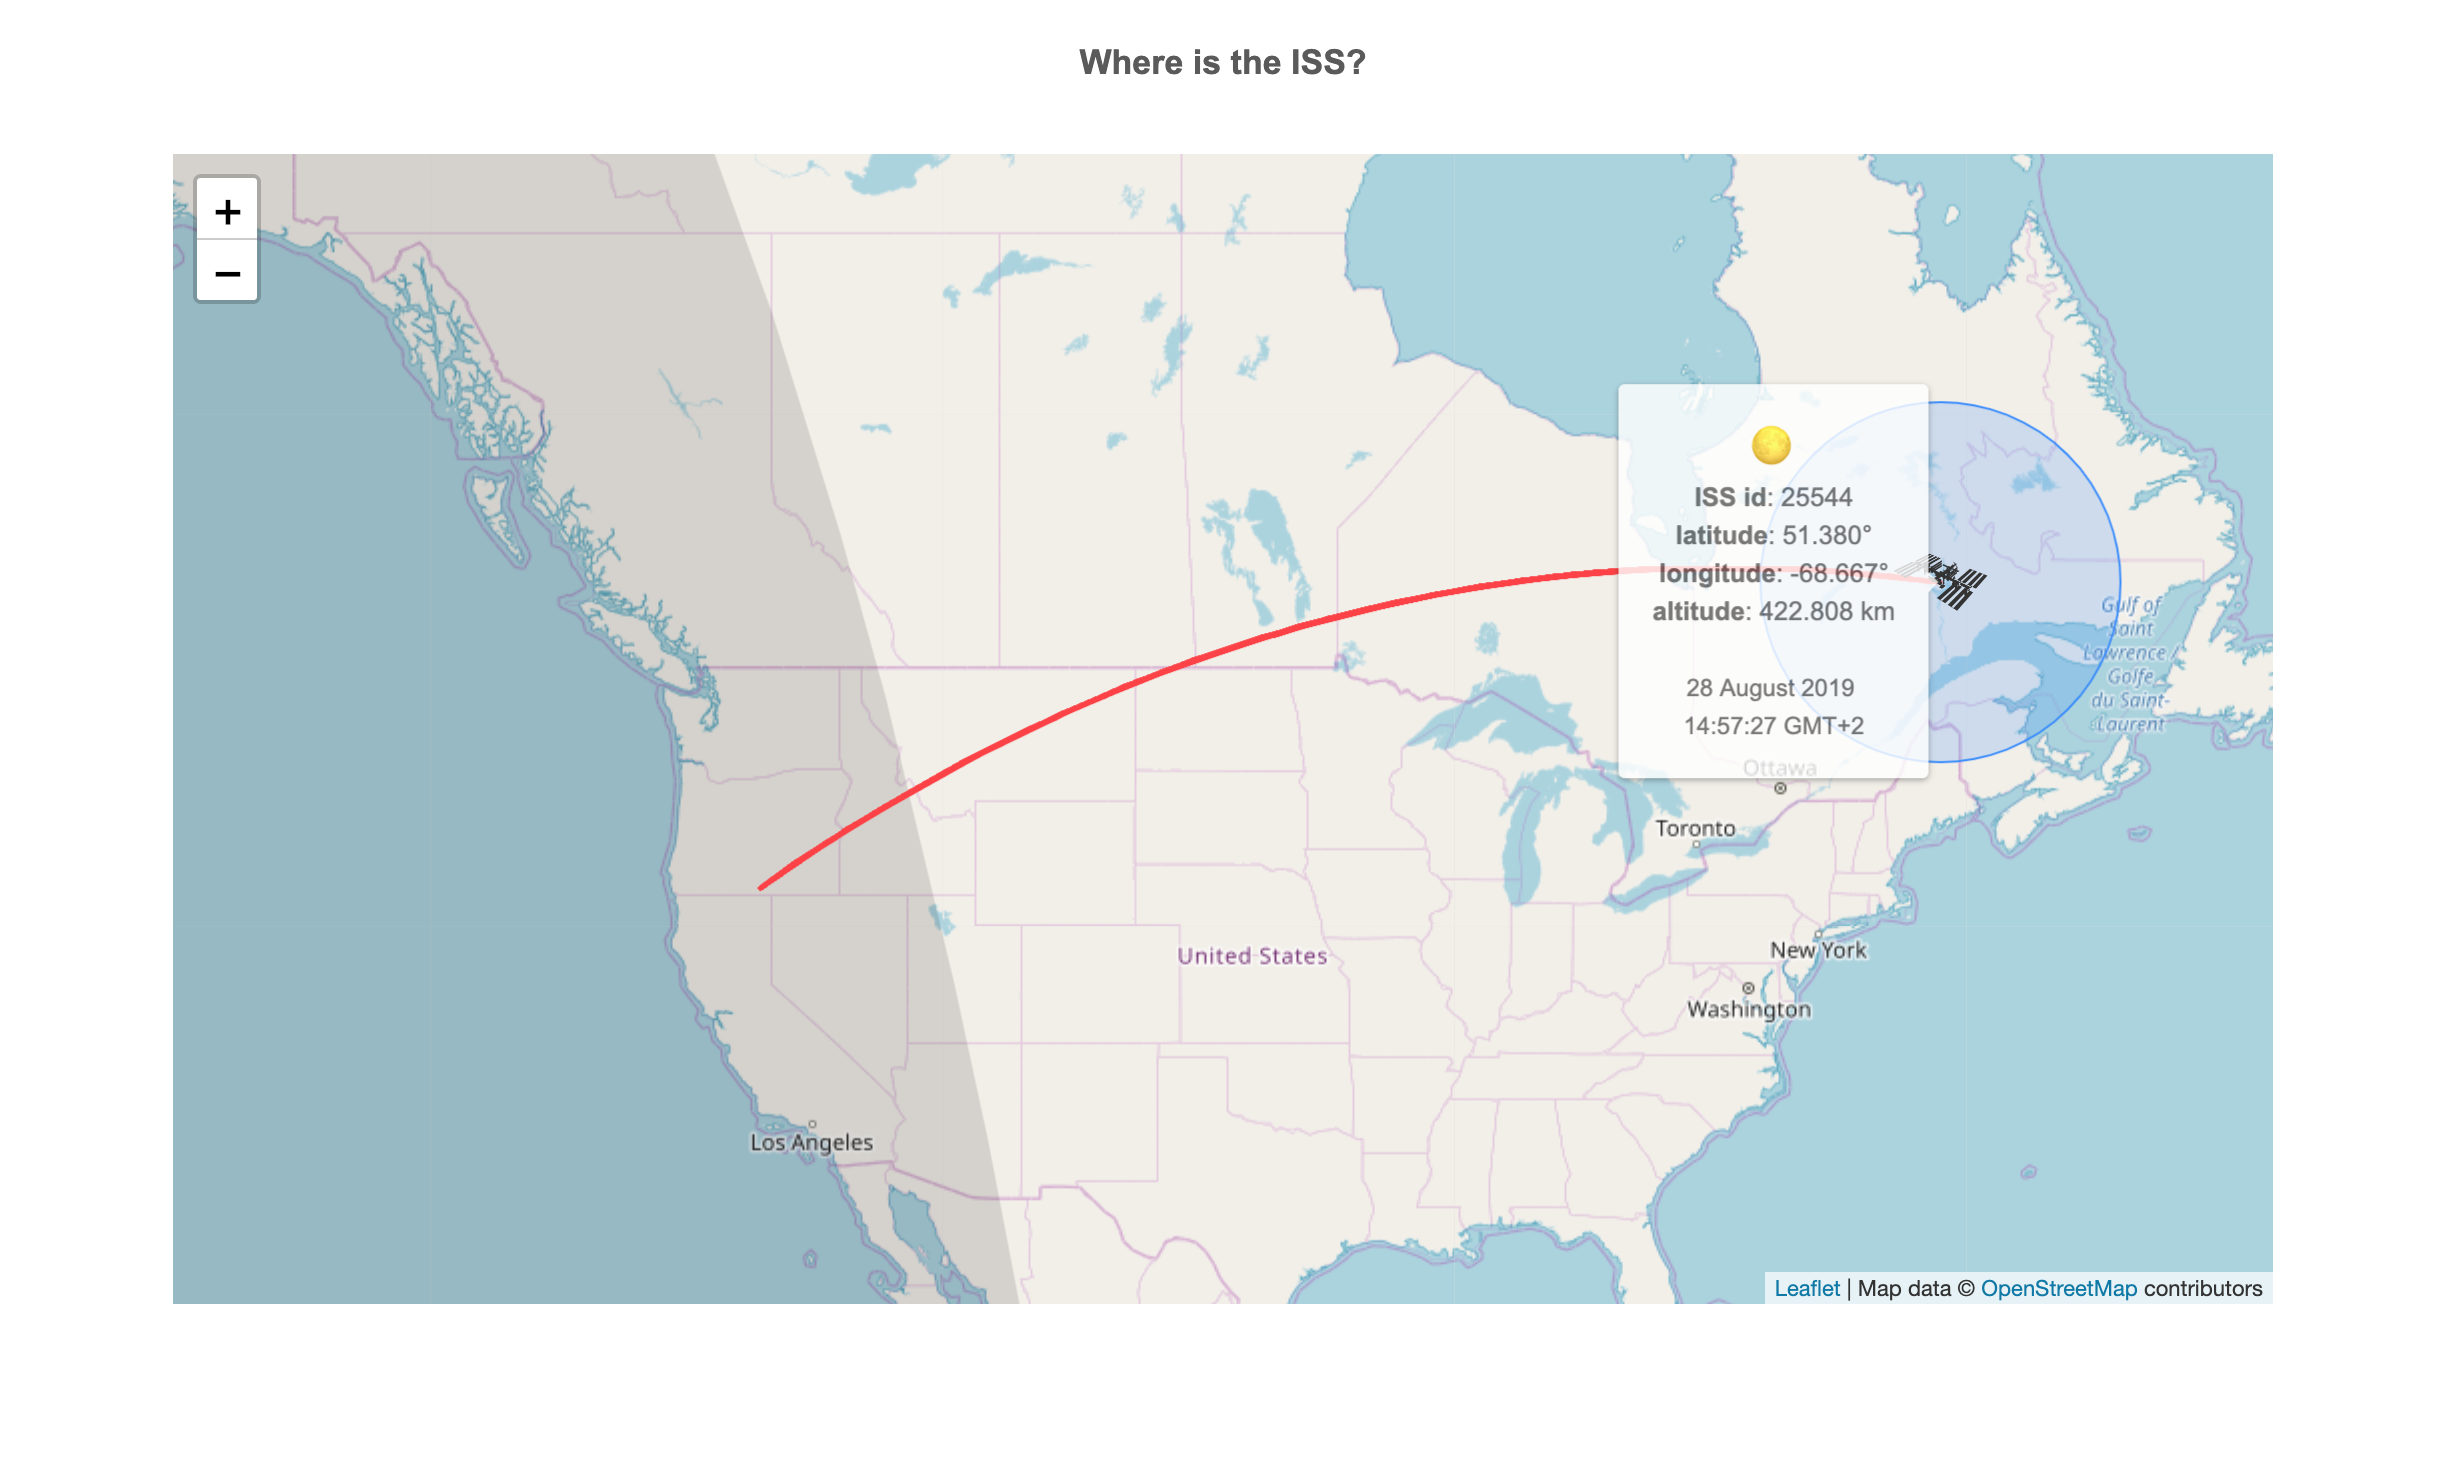 Where is the ISS?
+
−
ISS id: 25544
latitude: 51.380°
longitude: -68.667°
altitude: 422.808 km
28 August 2019
14:57:27 GMT+2
Gulf of
Saint
Lawrence /
Golfe
du Saint-
Laurent
Ottawa
Toronto
New York
United States
Washington
Los Angeles
Leaflet | Map data © OpenStreetMap contributors